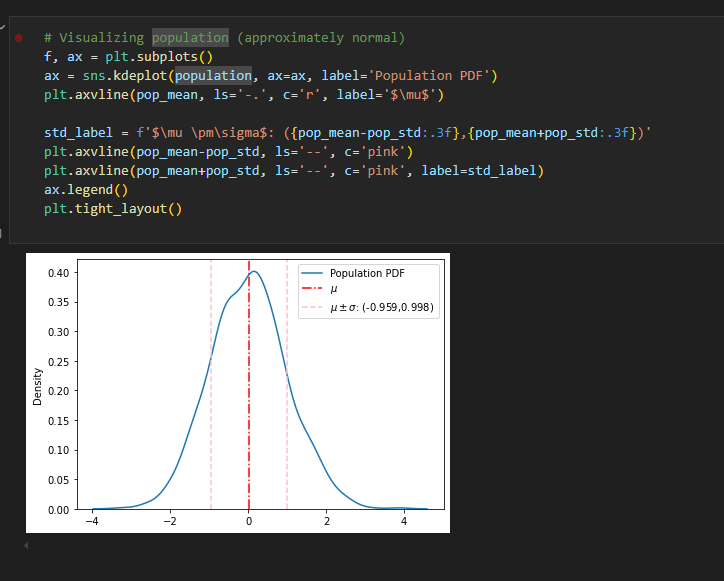 # Visualizing population (approximately normal)
f, ax = plt.subplots()
ax = sns.kdeplot(population, ax=ax, label='Population PDF')
plt.axvline(pop_mean, ls='-.', c='r', label='$\mu$')
std_label = f'$\mu \pm\sigma$: ({pop_mean-pop_std:.3f},{pop_mean+pop_std:.3f})'
plt.axvline(pop_mean-pop_std, ls='--', c='pink')
plt.axvline(pop_mean+pop_std, ls='--', c='pink', label=std_label)
ax.legend()
plt.tight_layout()
Population PDF
μ
μ ± σ: (-0.959,0.998)
Density
0.40
0.35
0.30
0.25
0.20
0.15
0.10
0.05
0.00
−4
−2
0
2
4